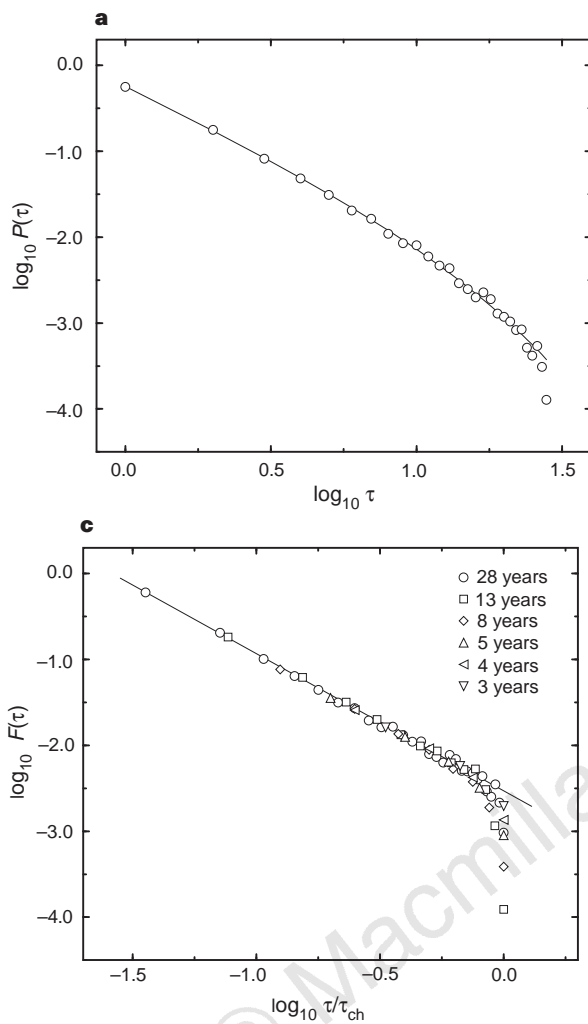 a
0.0
−1.0
−2.0
−3.0
−4.0
log10 P(τ)
0.0 0.5 1.0 1.5
log10 τ
c
0.0
−1.0
−2.0
−3.0
−4.0
log10 F(τ)
28 years
13 years
8 years
5 years
4 years
3 years
−1.5 −1.0 −0.5 0.0
log10 τ/τch
© Macmilla